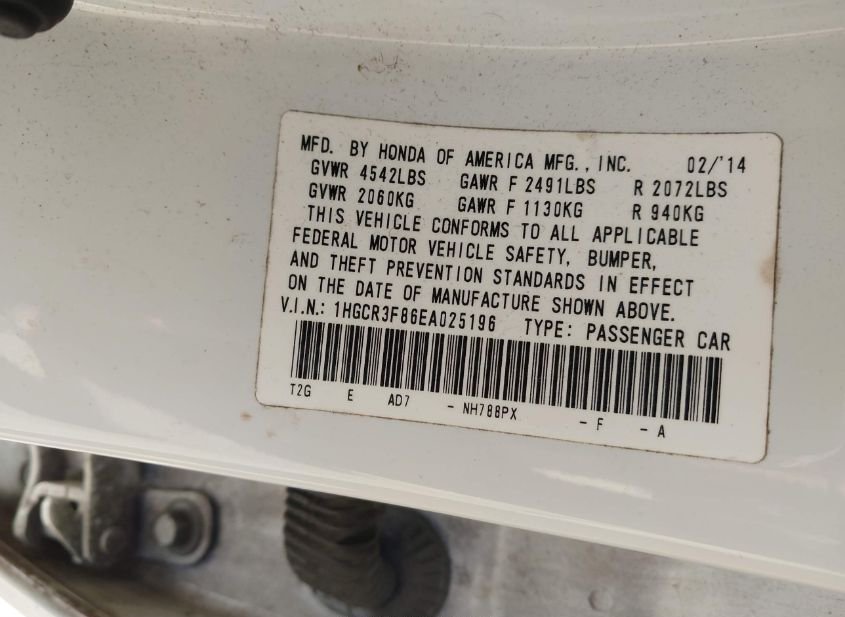 MFD. BY HONDA OF AMERICA MFG., INC. 02/'14
GVWR 4542LBS GAWR F 2491LBS R 2072LBS
GVWR 2060KG GAWR F 1130KG R 940KG
THIS VEHICLE CONFORMS TO ALL APPLICABLE
FEDERAL MOTOR VEHICLE SAFETY, BUMPER,
AND THEFT PREVENTION STANDARDS IN EFFECT
ON THE DATE OF MANUFACTURE SHOWN ABOVE.
V.I.N.: 1HGCR3F86EA025196 TYPE: PASSENGER CAR
T2G E AD7 - NH788PX - F - A